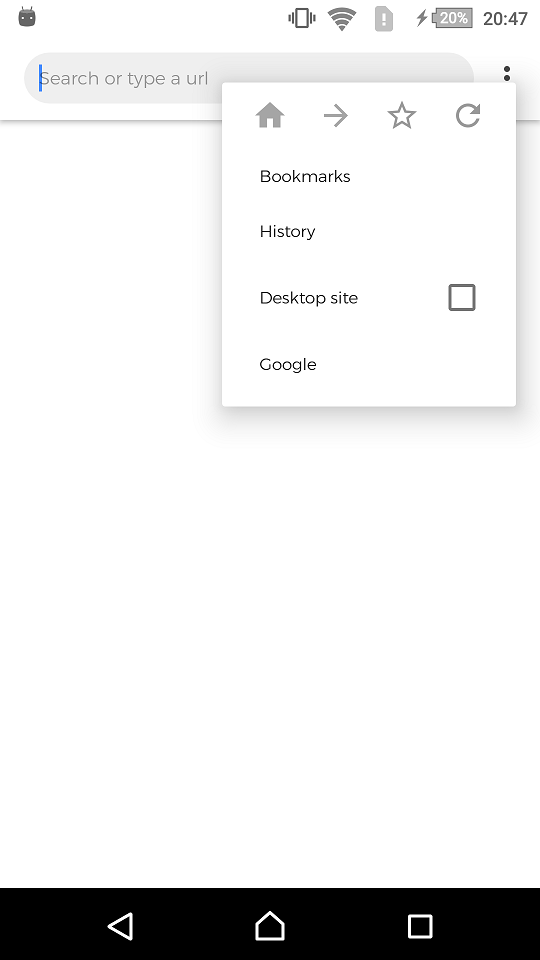 20% 20:47
Search or type a url
Bookmarks
History
Desktop site
Google